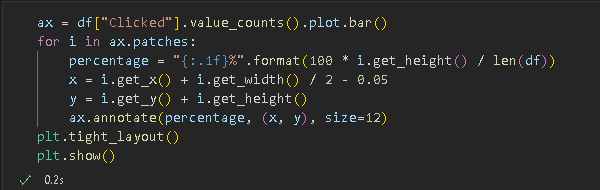 ax = df["Clicked"].value_counts().plot.bar()
for i in ax.patches:
    percentage = "{:.1f}%".format(100 * i.get_height() / len(df))
    x = i.get_x() + i.get_width() / 2 - 0.05
    y = i.get_y() + i.get_height()
    ax.annotate(percentage, (x, y), size=12)
plt.tight_layout()
plt.show()
0.2s